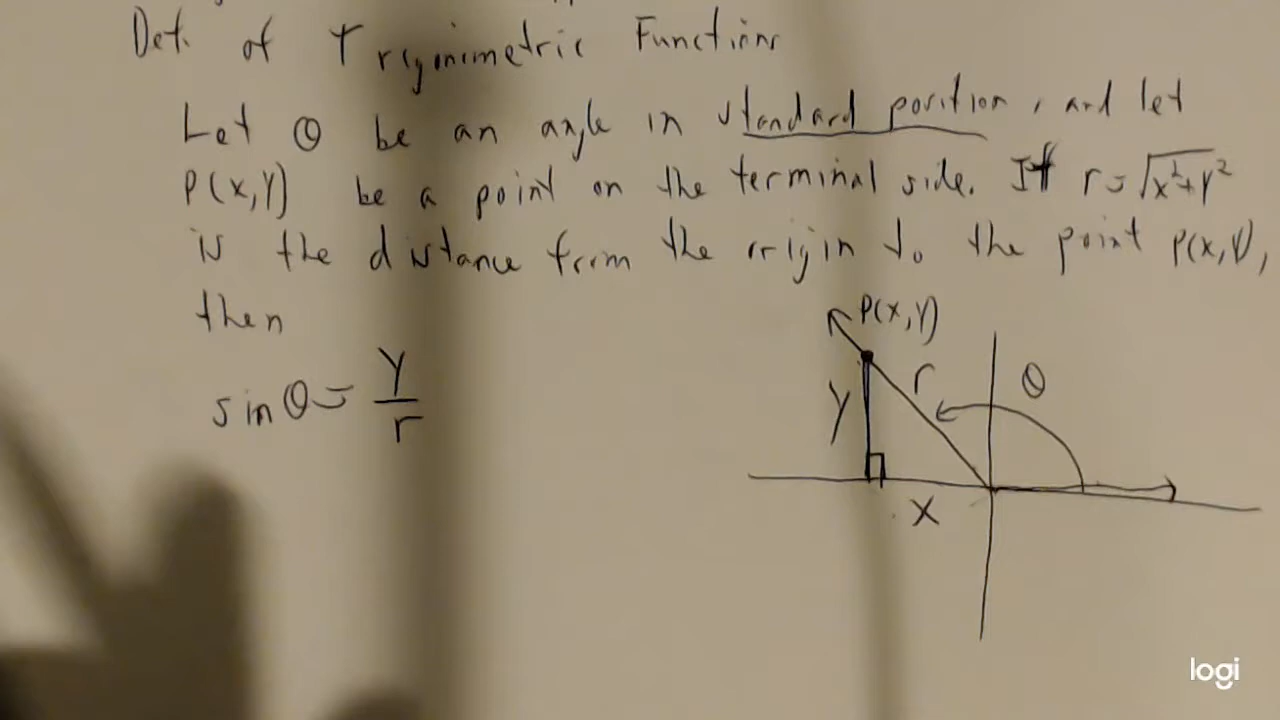 Def. of Trigonimetric Functions
Let θ be an angle in standard position, and let
P(x,y) be a point on the terminal side. If r=√x²+y²
is the distance from the origin to the point P(x,y),
then
P(x,y)
sin θ = y/r
y
r
θ
x
logi